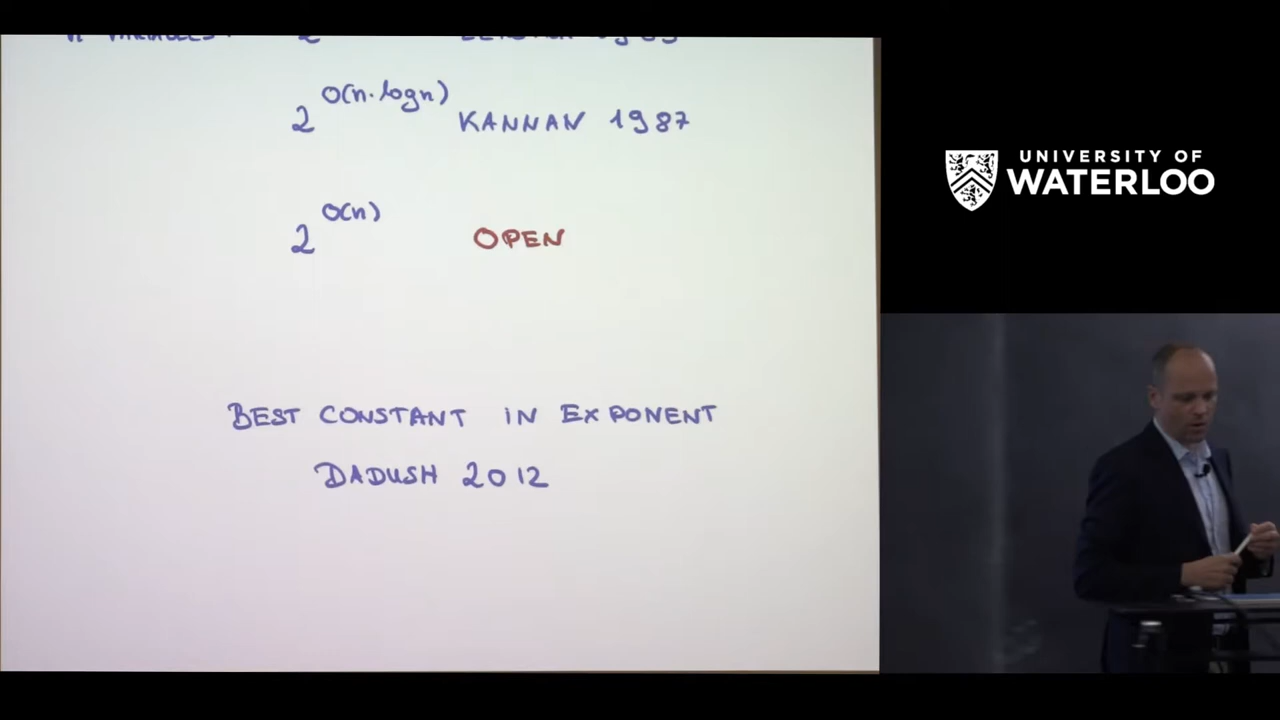 2^{O(n·logn)} KANNAN 1987
2^{O(n)} OPEN
BEST CONSTANT IN EXPONENT
DADUSH 2012
UNIVERSITY OF
WATERLOO